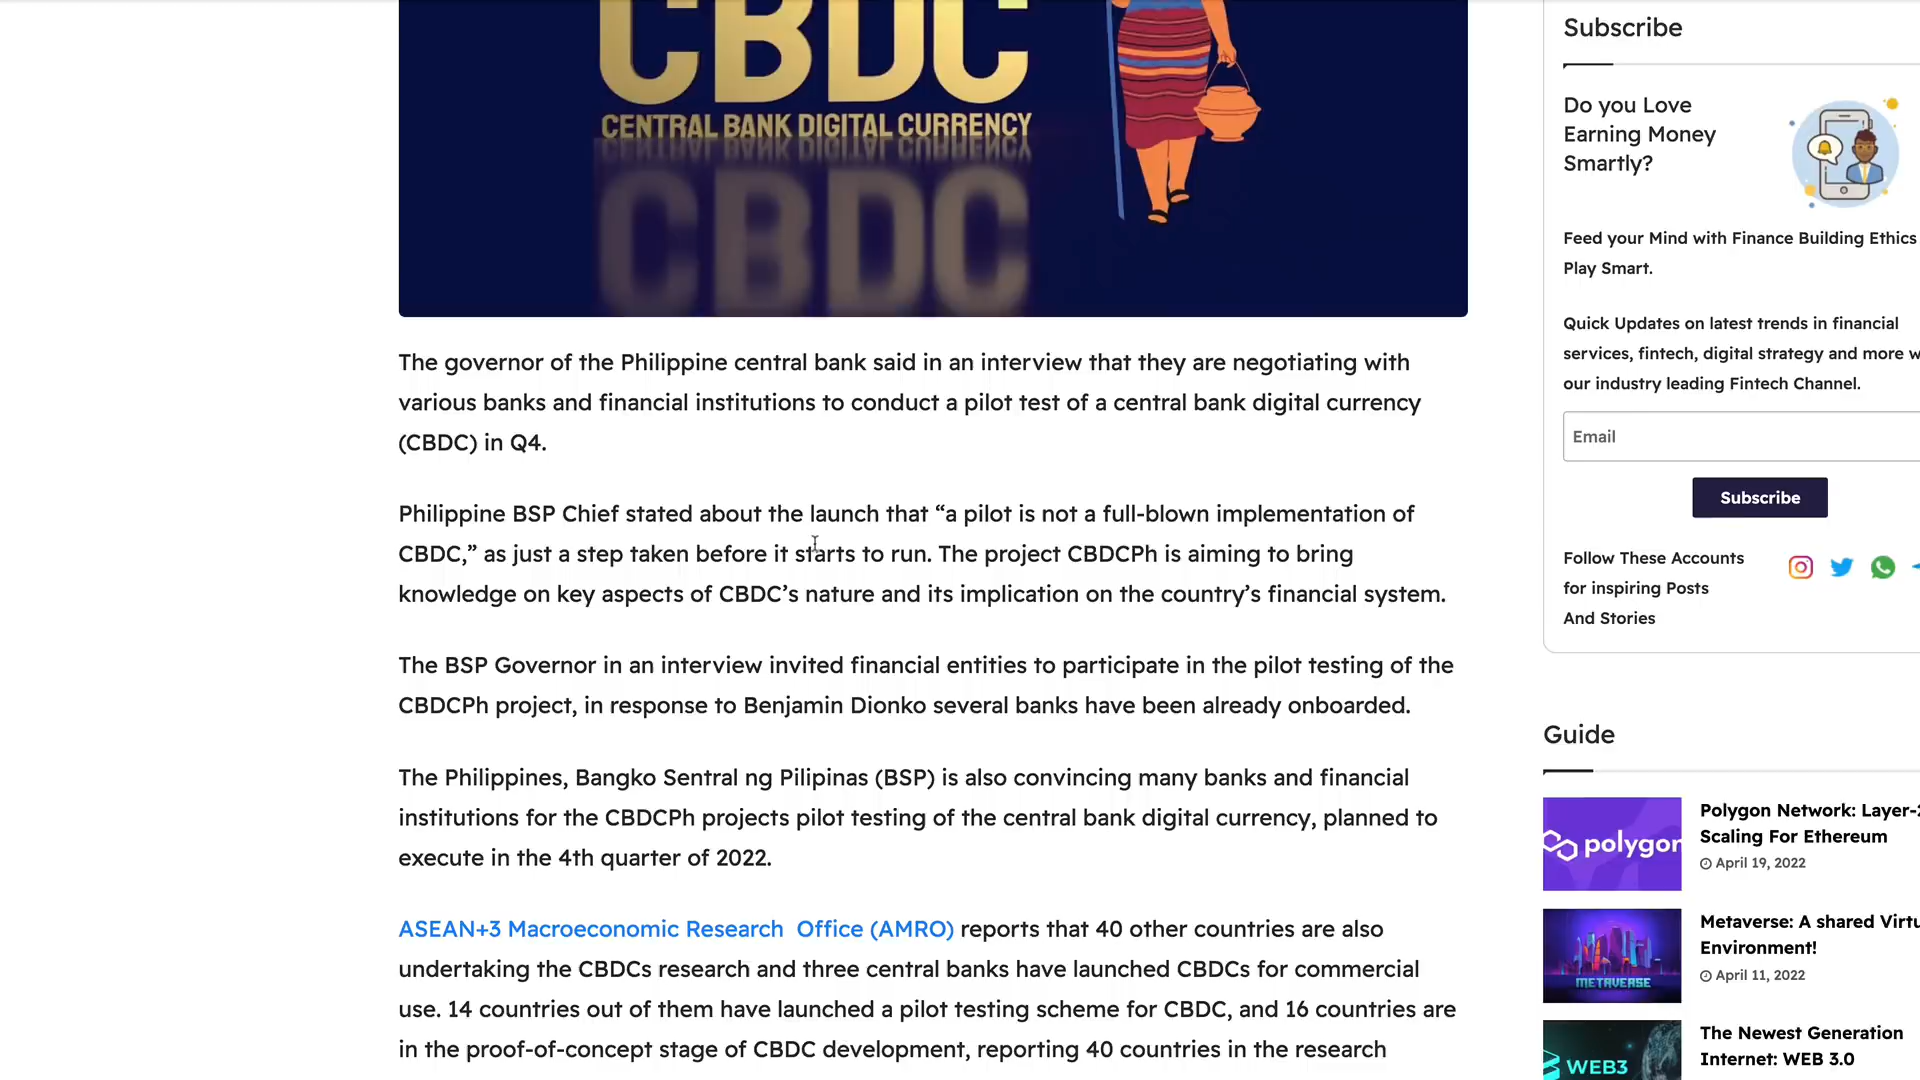 CBDC
CENTRAL BANK DIGITAL CURRENCY
CBDC
The governor of the Philippine central bank said in an interview that they are negotiating with
various banks and financial institutions to conduct a pilot test of a central bank digital currency
(CBDC) in Q4.
Philippine BSP Chief stated about the launch that “a pilot is not a full-blown implementation of
CBDC,” as just a step taken before it starts to run. The project CBDCPh is aiming to bring
knowledge on key aspects of CBDC’s nature and its implication on the country’s financial system.
The BSP Governor in an interview invited financial entities to participate in the pilot testing of the
CBDCPh project, in response to Benjamin Dionko several banks have been already onboarded.
The Philippines, Bangko Sentral ng Pilipinas (BSP) is also convincing many banks and financial
institutions for the CBDCPh projects pilot testing of the central bank digital currency, planned to
execute in the 4th quarter of 2022.
ASEAN+3 Macroeconomic Research Office (AMRO) reports that 40 other countries are also
undertaking the CBDCs research and three central banks have launched CBDCs for commercial
use. 14 countries out of them have launched a pilot testing scheme for CBDC, and 16 countries are
in the proof-of-concept stage of CBDC development, reporting 40 countries in the research
Subscribe
Do you Love
Earning Money
Smartly?
Feed your Mind with Finance Building Ethics
Play Smart.
Quick Updates on latest trends in financial
services, fintech, digital strategy and more w
our industry leading Fintech Channel.
Email
Subscribe
Follow These Accounts
for inspiring Posts
And Stories
Guide
polygon
Polygon Network: Layer-2
Scaling For Ethereum
April 19, 2022
METAVERSE
Metaverse: A shared Virtu
Environment!
April 11, 2022
WEB3
The Newest Generation
Internet: WEB 3.0